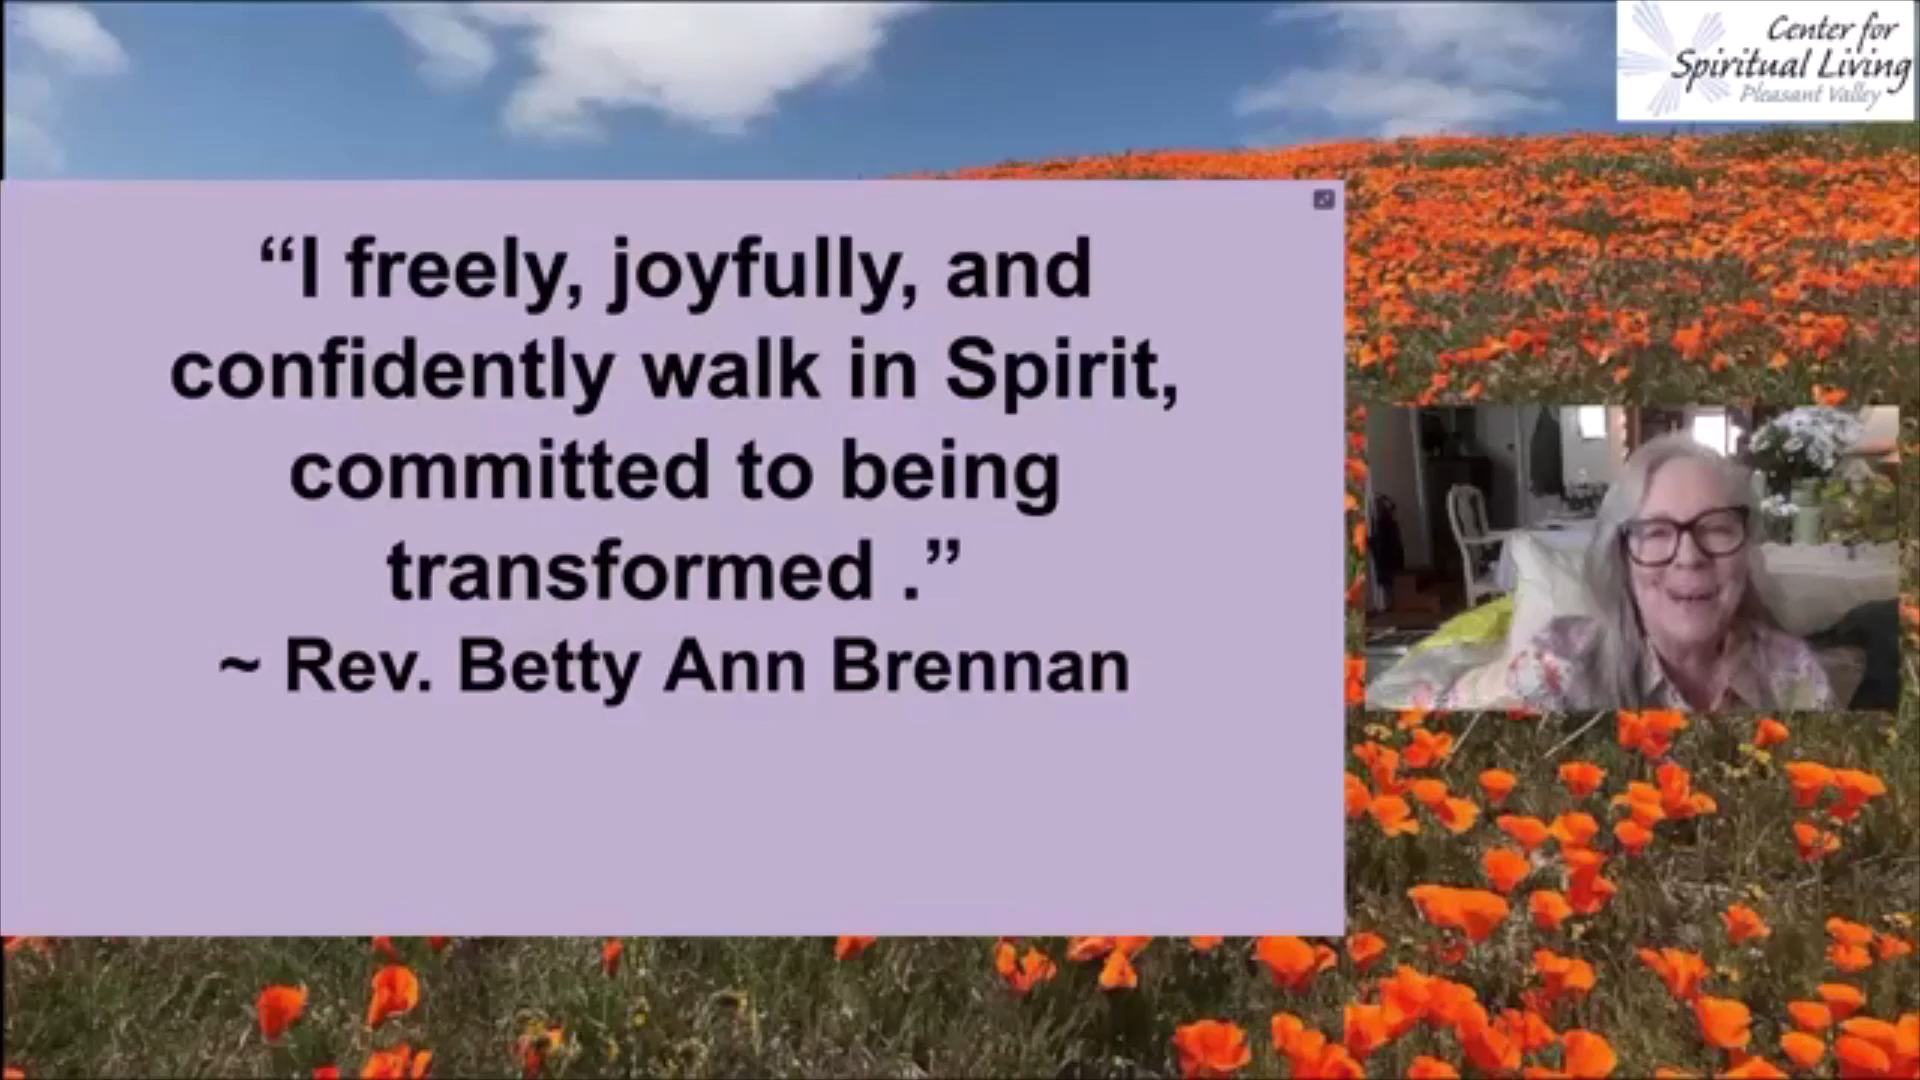 Center for
Spiritual Living
Pleasant Valley
“I freely, joyfully, and
confidently walk in Spirit,
committed to being
transformed .”
~ Rev. Betty Ann Brennan